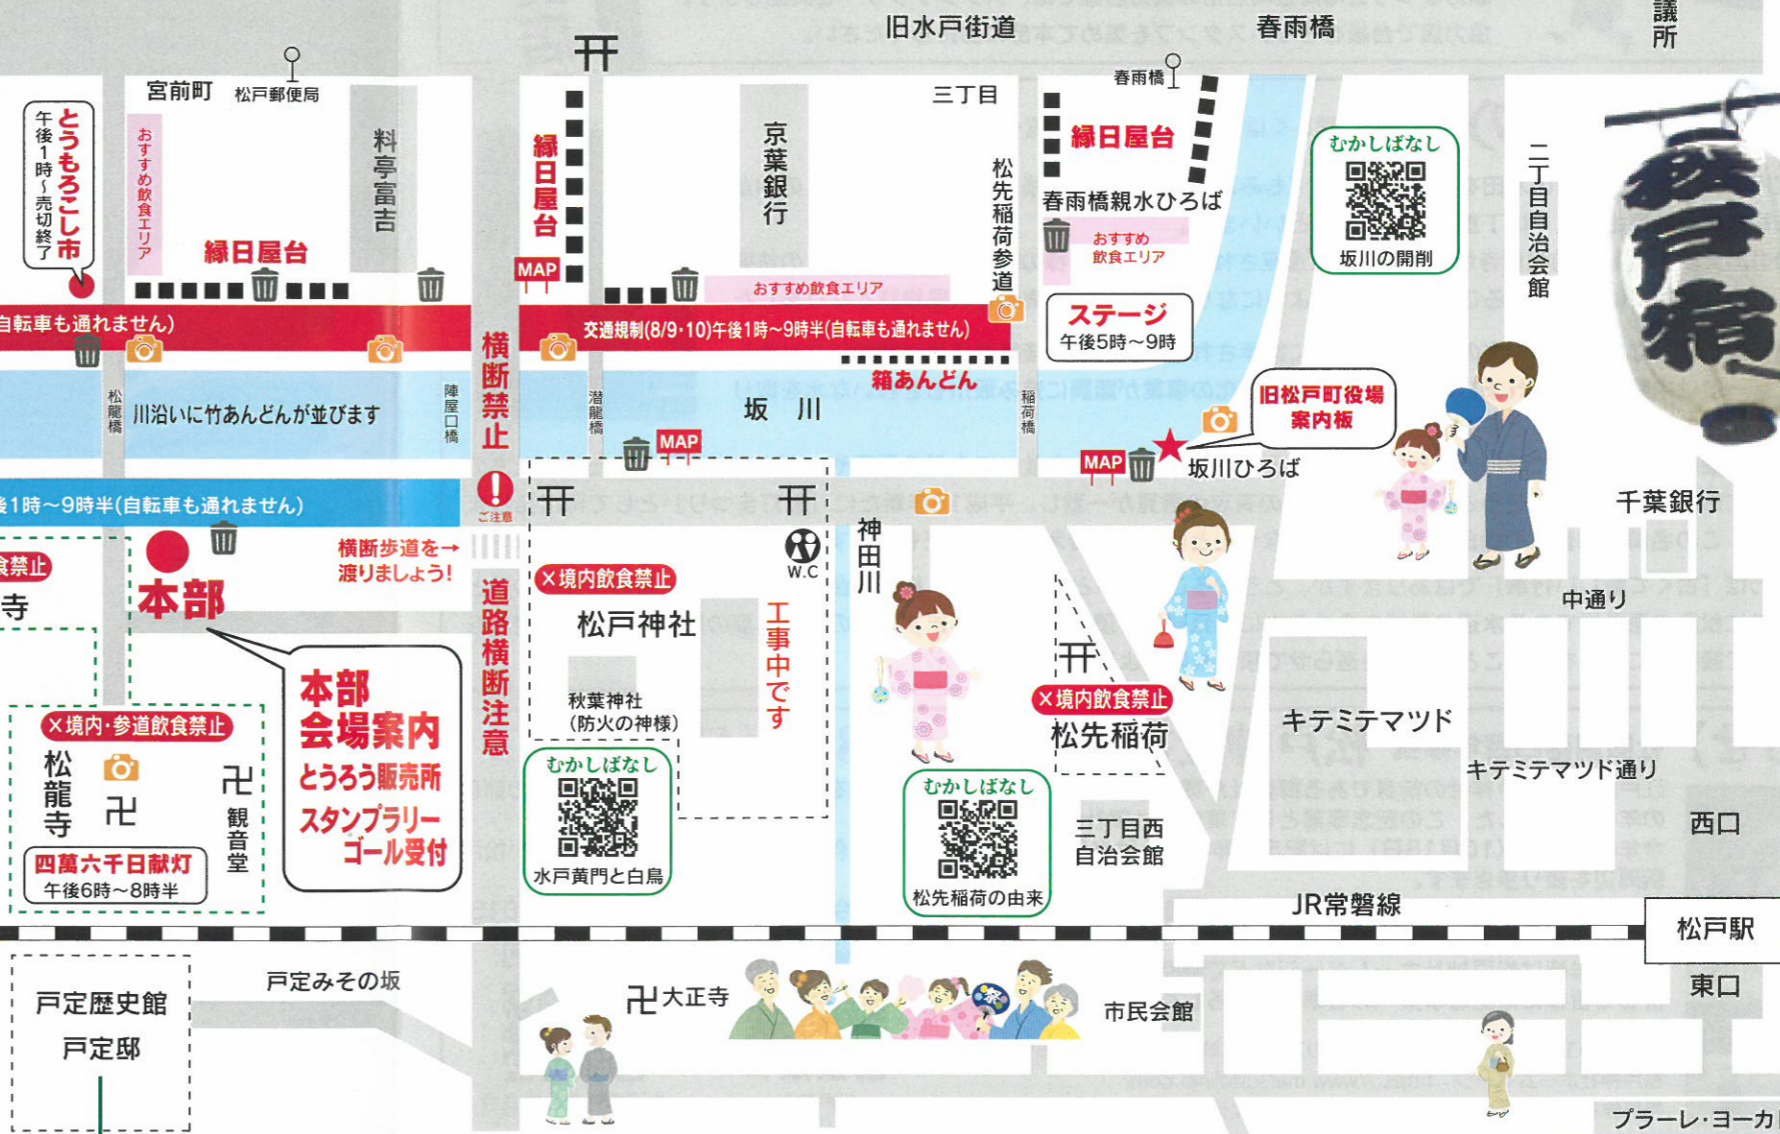 旧水戸街道
春雨橋
議所
宮前町
松戸郵便局
三丁目
春雨橋
とうもろこし市
午後1時～売切終了
おすすめ飲食エリア
料亭富吉
縁日屋台
縁日屋台
京葉銀行
松先稲荷参道
縁日屋台
春雨橋親水ひろば
おすすめ
飲食エリア
むかしばなし
坂川の開削
二丁目自治会館
松戸宿
MAP
おすすめ飲食エリア
ステージ
午後5時～9時
自転車も通れません)
交通規制(8/9・10)午後1時～9時半(自転車も通れません)
横断禁止
箱あんどん
松龍橋
川沿いに竹あんどんが並びます
陣屋口橋
潜龍橋
坂 川
稲荷橋
旧松戸町役場
案内板
MAP
MAP
坂川ひろば
後1時～9時半(自転車も通れません)
ご注意
千葉銀行
神田川
食禁止
寺
本部
横断歩道を→
渡りましょう!
W.C
×境内飲食禁止
松戸神社
工事中です
道路横断注意
中通り
本部
会場案内
とうろう販売所
スタンプラリー
ゴール受付
秋葉神社
(防火の神様)
×境内飲食禁止
松先稲荷
キテミテマツド
キテミテマツド通り
×境内・参道飲食禁止
松龍寺
卍
卍
観音堂
四萬六千日献灯
午後6時～8時半
むかしばなし
水戸黄門と白鳥
むかしばなし
松先稲荷の由来
三丁目西
自治会館
西口
JR常磐線
松戸駅
東口
戸定歴史館
戸定邸
戸定みその坂
卍大正寺
祭
市民会館
プラーレ・ヨーカ